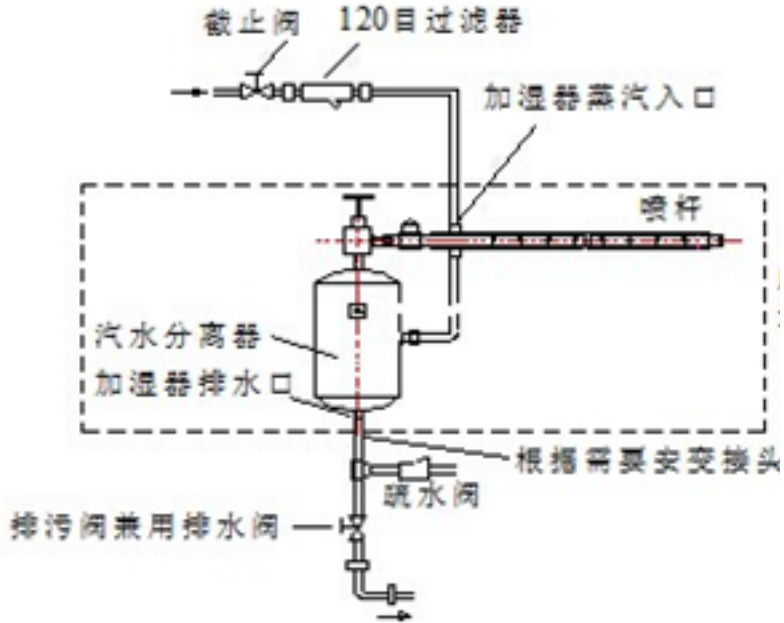 截止阀
120目过滤器
加湿器蒸汽入口
喷杆
汽水分离器
加湿器排水口
根据需要安变接头
疏水阀
排污阀兼用排水阀